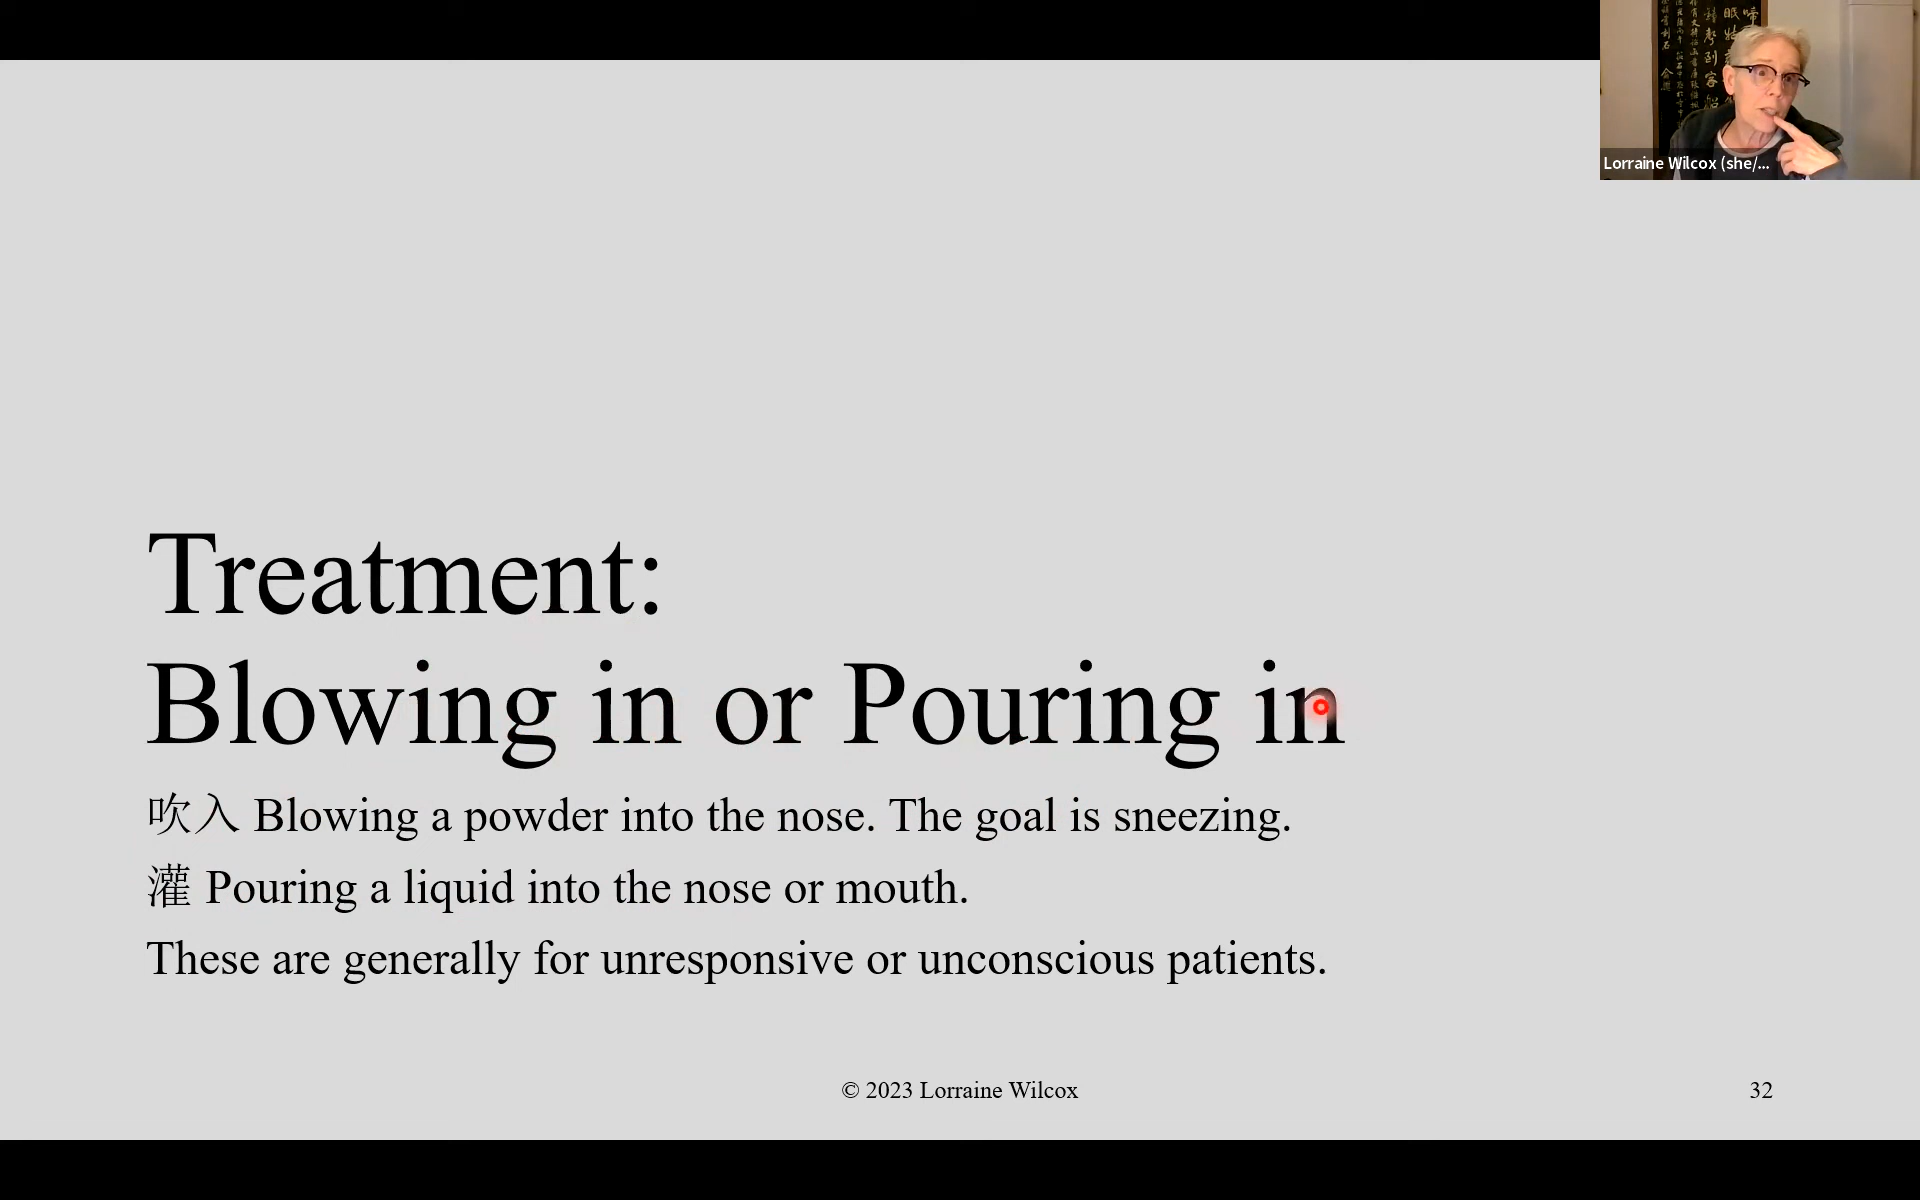 Lorraine Wilcox (she/...
Treatment:
Blowing in or Pouring in
吹入 Blowing a powder into the nose. The goal is sneezing.
灌 Pouring a liquid into the nose or mouth.
These are generally for unresponsive or unconscious patients.
© 2023 Lorraine Wilcox
32